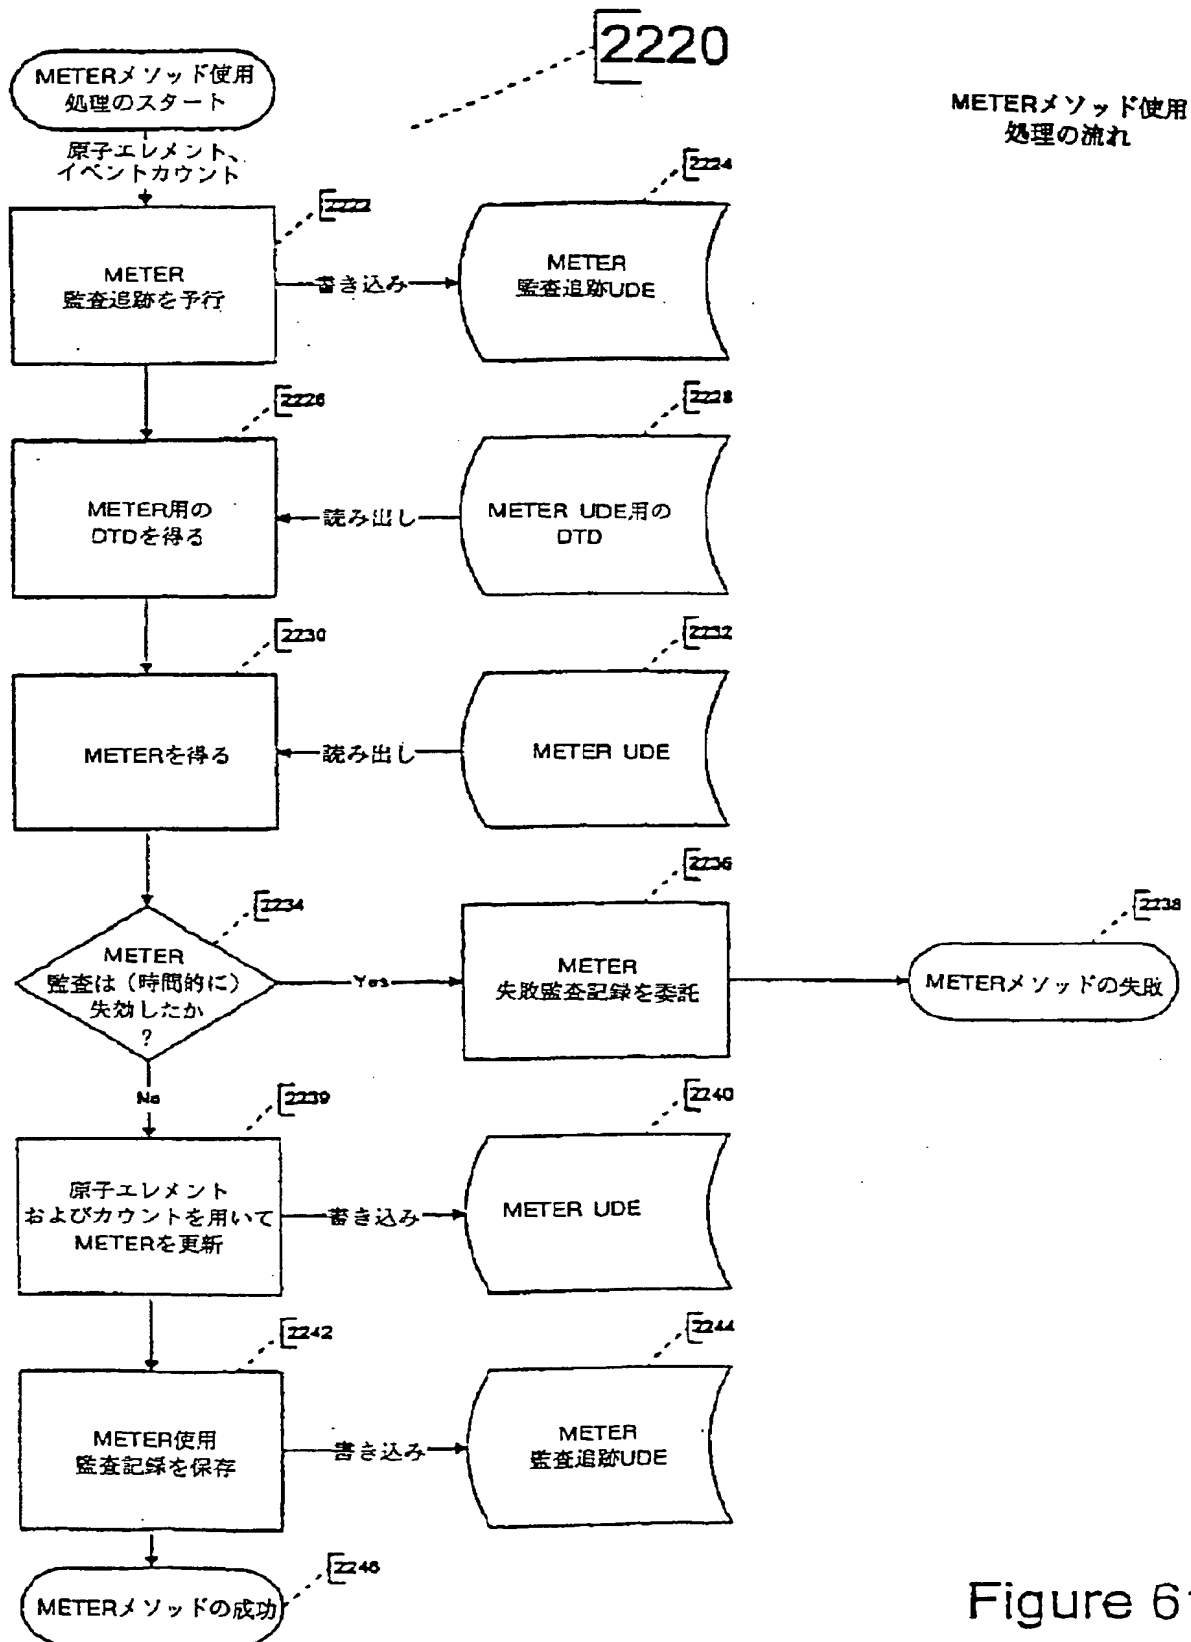 2220
METERメソッド使用
処理のスタート
METERメソッド使用
処理の流れ
原子エレメント、
イベントカウント
2222
2224
METER
監査追跡を予行
書き込み
METER
監査追跡UDE
2226
2228
METER用の
DTDを得る
読み出し
METER UDE用の
DTD
2230
2232
METERを得る
読み出し
METER UDE
2234
2236
2238
METER
監査は（時間的に）
失効したか
?
Yes
METER
失敗監査記録を委託
METERメソッドの失敗
No
2239
2240
原子エレメント
およびカウントを用いて
METERを更新
書き込み
METER UDE
2242
2244
METER使用
監査記録を保存
書き込み
METER
監査追跡UDE
2246
METERメソッドの成功
Figure 6